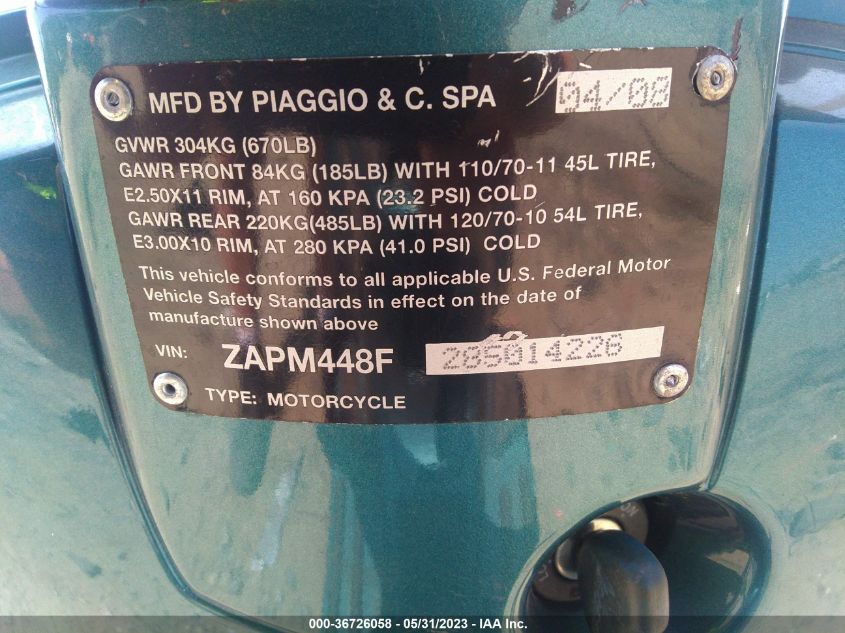 MFD BY PIAGGIO & C. SPA 04/08
GVWR 304KG (670LB)
GAWR FRONT 84KG (185LB) WITH 110/70-11 45L TIRE,
E2.50X11 RIM, AT 160 KPA (23.2 PSI) COLD
GAWR REAR 220KG(485LB) WITH 120/70-10 54L TIRE,
E3.00X10 RIM, AT 280 KPA (41.0 PSI) COLD
This vehicle conforms to all applicable U.S. Federal Motor
Vehicle Safety Standards in effect on the date of
manufacture shown above
VIN: ZAPM448F 285014226
TYPE: MOTORCYCLE
000-36726058 - 05/31/2023 - IAA Inc.